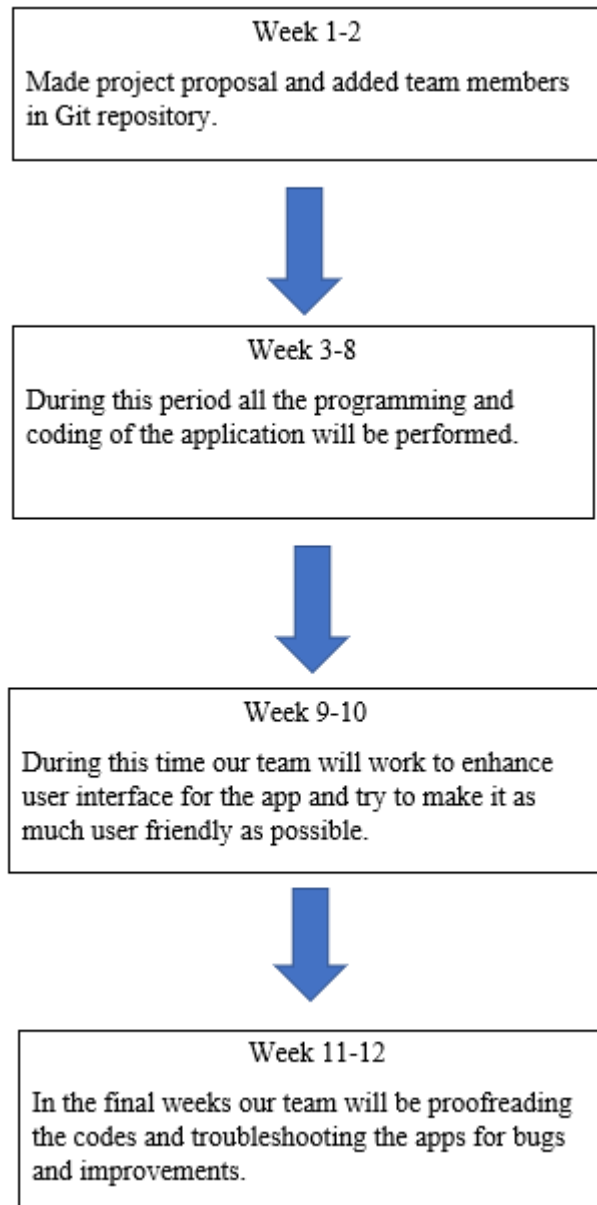 Week 1-2
Made project proposal and added team members
in Git repository.
Week 3-8
During this period all the programming and
coding of the application will be performed.
Week 9-10
During this time our team will work to enhance
user interface for the app and try to make it as
much user friendly as possible.
Week 11-12
In the final weeks our team will be proofreading
the codes and troubleshooting the apps for bugs
and improvements.